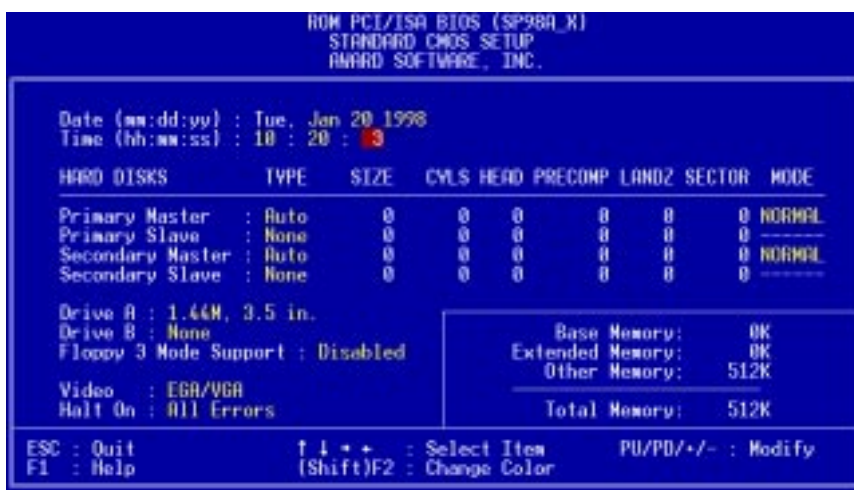 ROM PCI/ISA BIOS (SP98A_X)
STANDARD CMOS SETUP
AWARD SOFTWARE, INC.
Date (mm:dd:yy) : Tue, Jan 20 1998
Time (hh:mm:ss) : 10 : 20 : 3
HARD DISKS TYPE SIZE CYLS HEAD PRECOMP LANDZ SECTOR MODE
Primary Master : Auto 0 0 0 0 0 0 NORMAL
Primary Slave : None 0 0 0 0 0 0 ------
Secondary Master : Auto 0 0 0 0 0 0 NORMAL
Secondary Slave : None 0 0 0 0 0 0 ------
Drive A : 1.44M, 3.5 in.
Drive B : None
Floppy 3 Mode Support : Disabled
Video : EGA/VGA
Halt On : All Errors
Base Memory: 0K
Extended Memory: 0K
Other Memory: 512K
Total Memory: 512K
ESC : Quit ↑ ↓ → ← : Select Item PU/PD/+/- : Modify
F1 : Help (Shift)F2 : Change Color